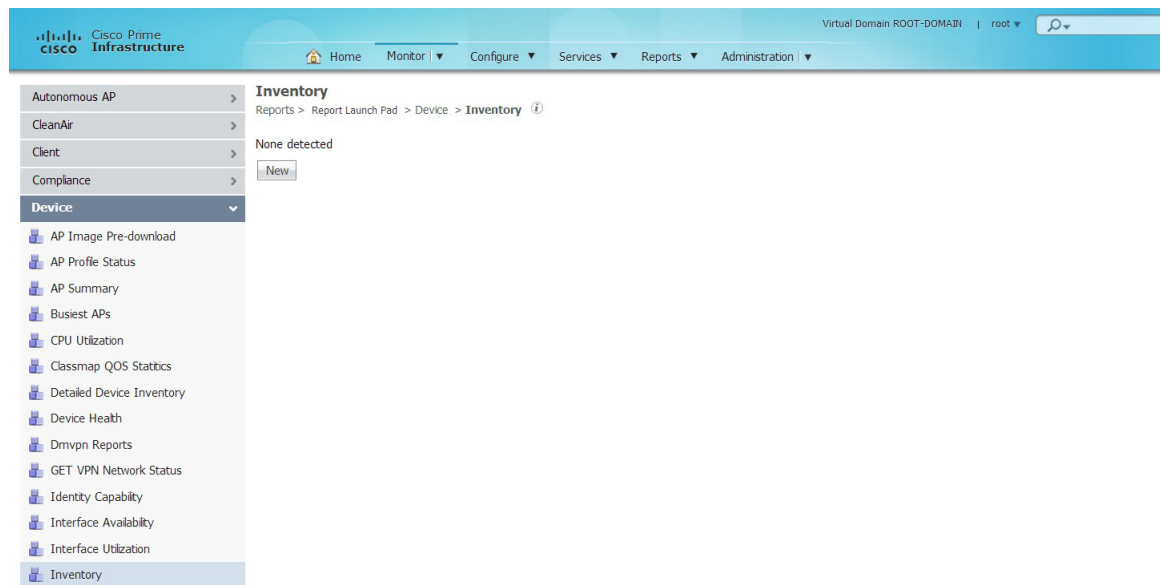 Virtual Domain ROOT-DOMAIN | root
Cisco Prime
CISCO Infrastructure
Home Monitor Configure Services Reports Administration
Autonomous AP
CleanAir
Client
Compliance
Device
AP Image Pre-download
AP Profile Status
AP Summary
Busiest APs
CPU Utilization
Classmap QOS Statitics
Detailed Device Inventory
Device Health
Dmvpn Reports
GET VPN Network Status
Identity Capability
Interface Availability
Interface Utilization
Inventory
Inventory
Reports > Report Launch Pad > Device > Inventory i
None detected
New